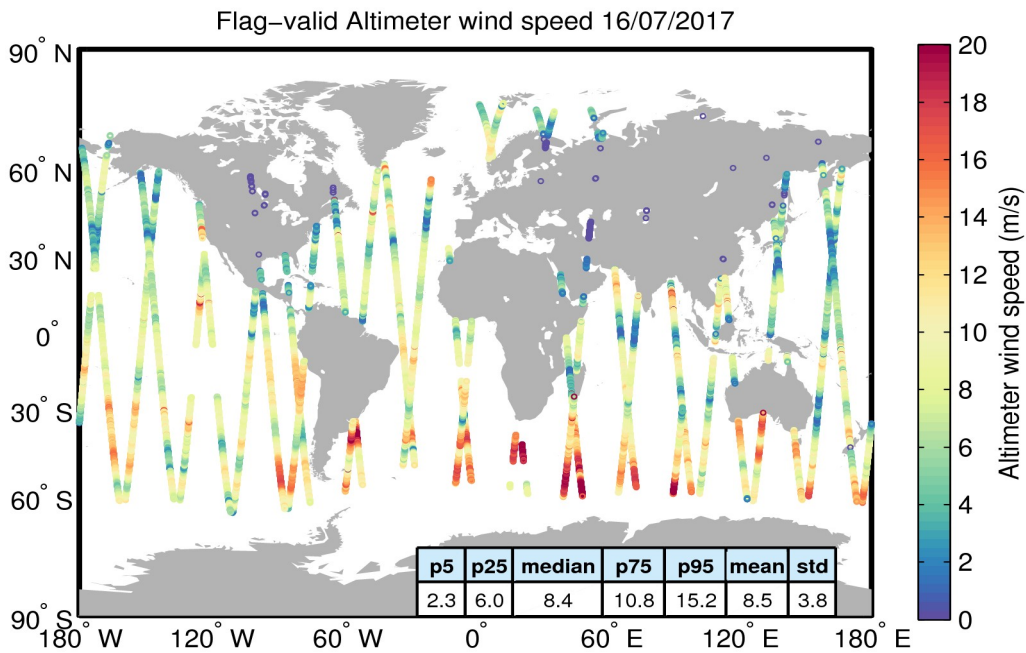 Flag−valid Altimeter wind speed 16/07/2017
90° N
60° N
30° N
0°
30° S
60° S
90° S
180° W
120° W
60° W
0°
60° E
120° E
180° E
p5 p25 median p75 p95 mean std
2.3 6.0 8.4 10.8 15.2 8.5 3.8
20
18
16
14
12
10
8
6
4
2
0
Altimeter wind speed (m/s)